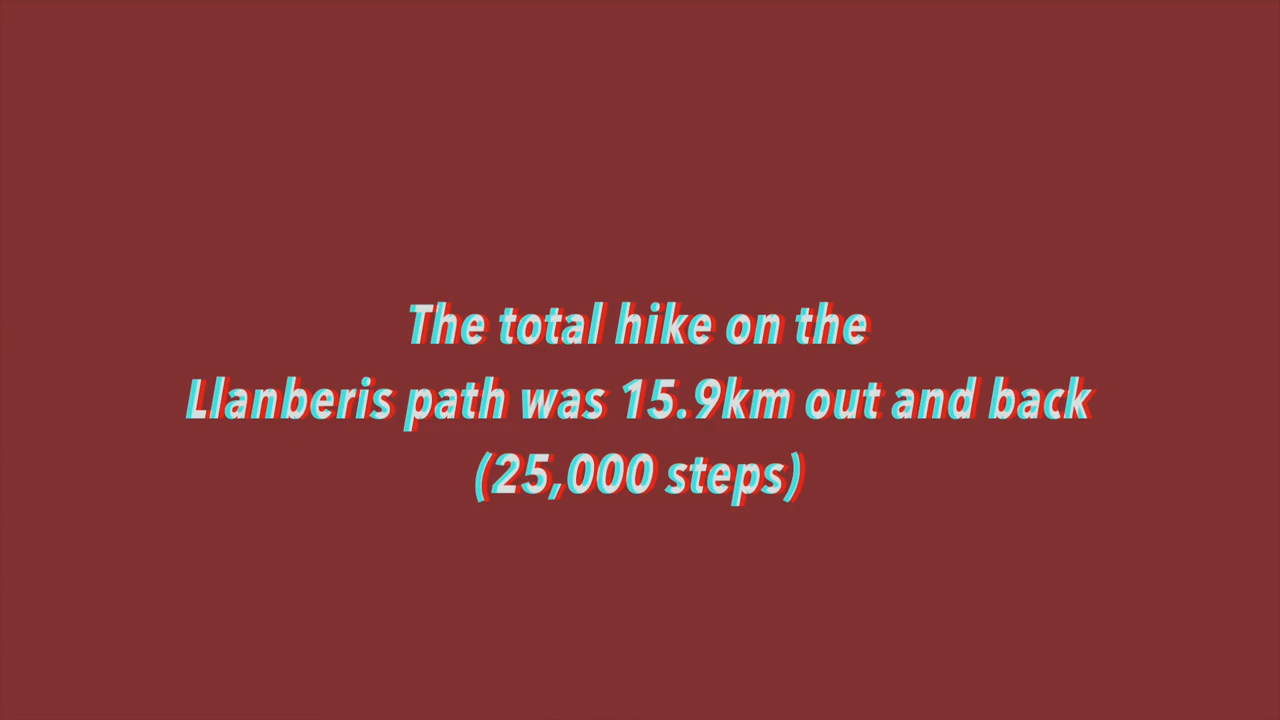 The total hike on the
Llanberis path was 15.9km out and back
(25,000 steps)